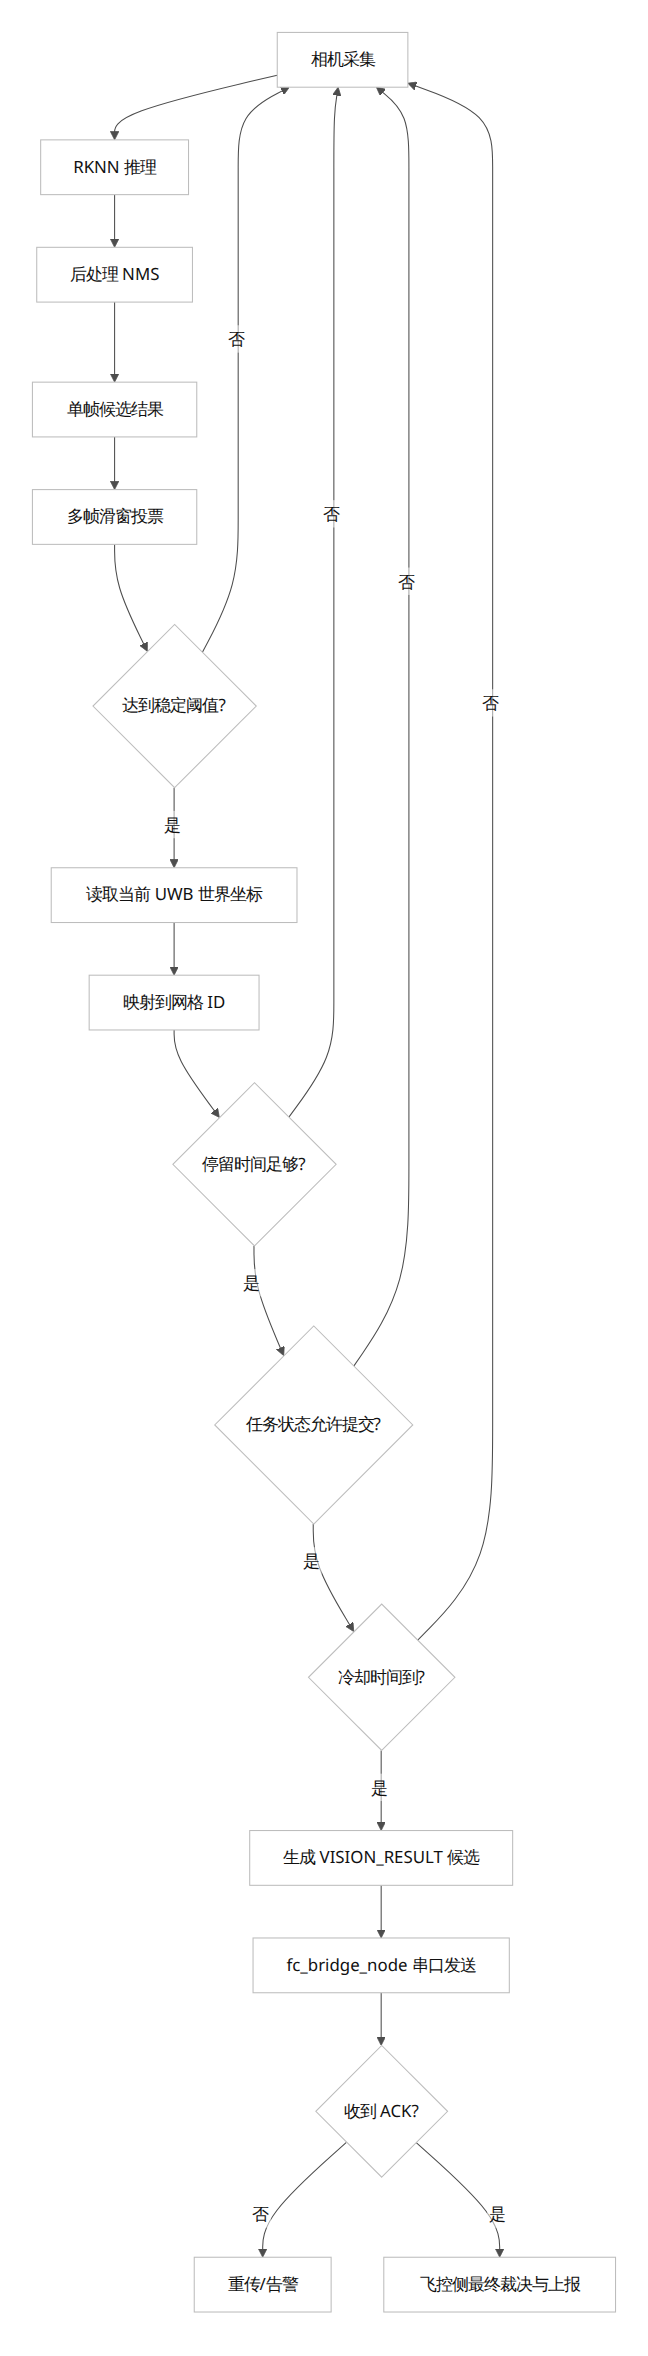 相机采集
RKNN 推理
后处理 NMS
否
单帧候选结果
多帧滑窗投票
否
否
否
达到稳定阈值?
是
读取当前 UWB 世界坐标
映射到网格 ID
停留时间足够?
是
任务状态允许提交?
是
冷却时间到?
是
生成 VISION_RESULT 候选
fc_bridge_node 串口发送
收到 ACK?
否
是
重传/告警
飞控侧最终裁决与上报